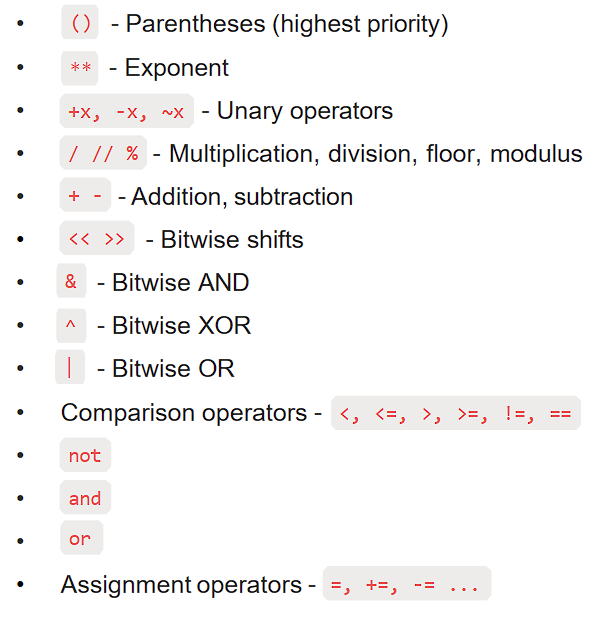 • () - Parentheses (highest priority)
• ** - Exponent
• +x, -x, ~x - Unary operators
• / // % - Multiplication, division, floor, modulus
• + - - Addition, subtraction
• << >> - Bitwise shifts
• & - Bitwise AND
• ^ - Bitwise XOR
• | - Bitwise OR
• Comparison operators - <, <=, >, >=, !=, ==
• not
• and
• or
• Assignment operators - =, +=, -= ...